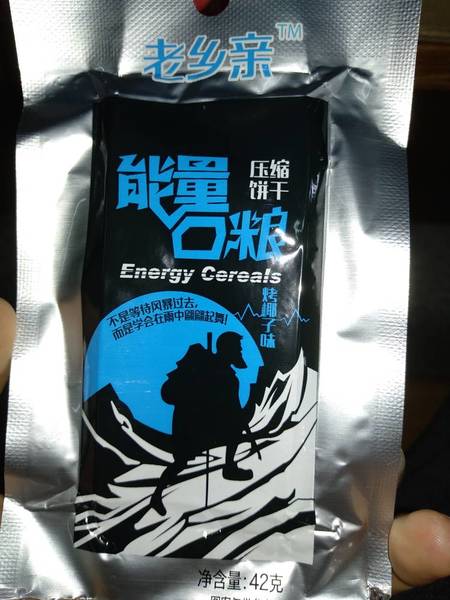 老乡亲™
能量
口粮
压缩
饼干
Energy Cereals
烤椰子味
不是等待风暴过去,
而是学会在雨中翩翩起舞!
净含量:42克